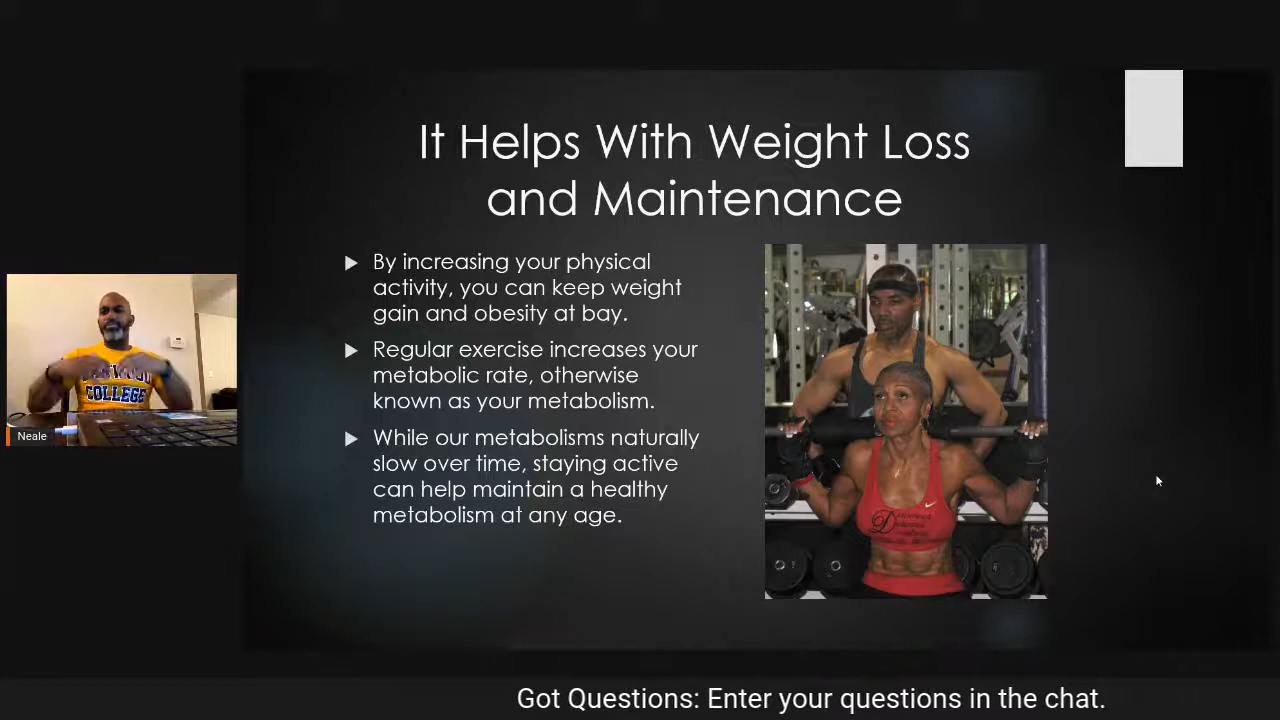 It Helps With Weight Loss
and Maintenance
By increasing your physical
activity, you can keep weight
gain and obesity at bay.
Regular exercise increases your
metabolic rate, otherwise
known as your metabolism.
While our metabolisms naturally
slow over time, staying active
can help maintain a healthy
metabolism at any age.
COLLEGE
Neale
Got Questions: Enter your questions in the chat.